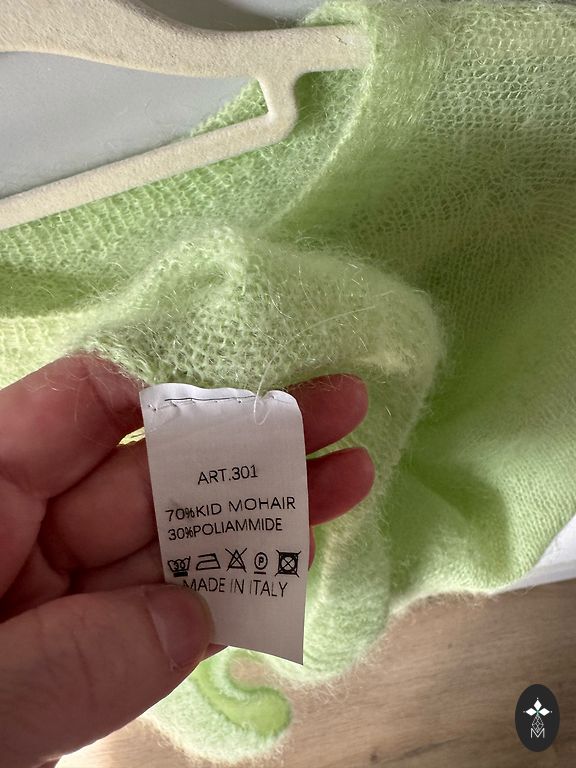 ART.301
70%KID MOHAIR
30%POLIAMMIDE
MADE IN ITALY
M